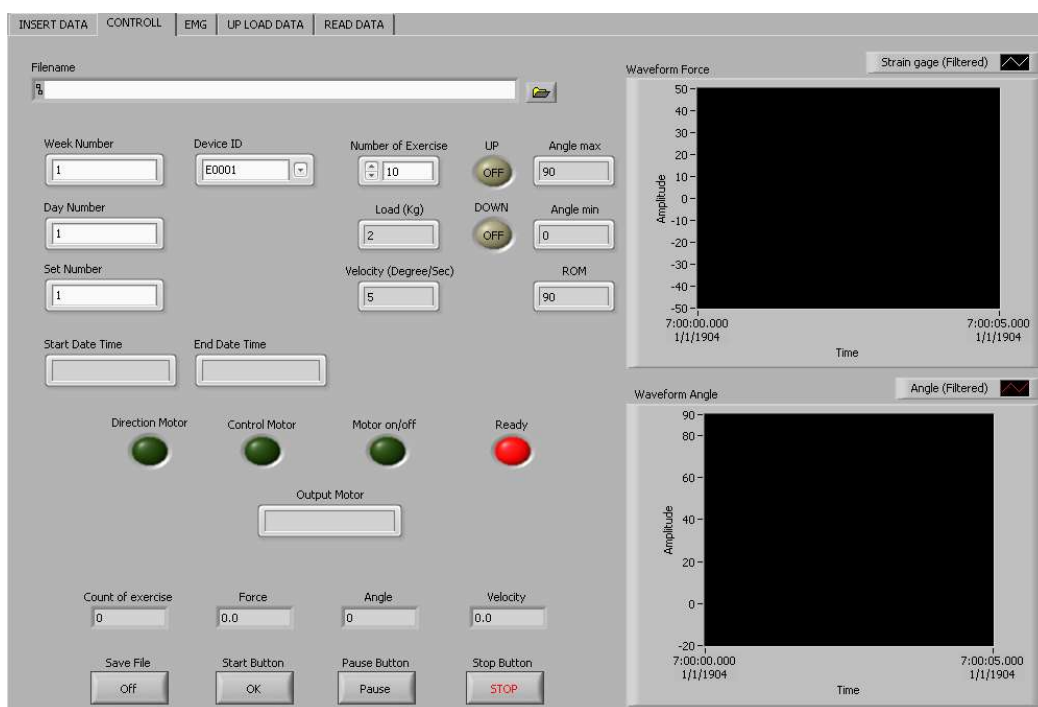 INSERT DATA CONTROLL EMG UP LOAD DATA READ DATA
Filename
Week Number Device ID Number of Exercise UP Angle max
1 E0001 10 OFF 90
Day Number Load (Kg) DOWN Angle min
1 2 OFF 0
Set Number Velocity (Degree/Sec) ROM
1 5 90
Start Date Time End Date Time
Direction Motor Control Motor Motor on/off Ready
Output Motor
Count of exercise Force Angle Velocity
0 0.0 0 0.0
Save File Start Button Pause Button Stop Button
Off OK Pause STOP
Waveform Force Strain gage (Filtered)
50
40
30
20
10
0
-10
-20
-30
-40
-50
Amplitude
7:00:00.000 7:00:05.000
1/1/1904 1/1/1904
Time
Waveform Angle Angle (Filtered)
90
80
60
40
20
0
-20
Amplitude
7:00:00.000 7:00:05.000
1/1/1904 1/1/1904
Time